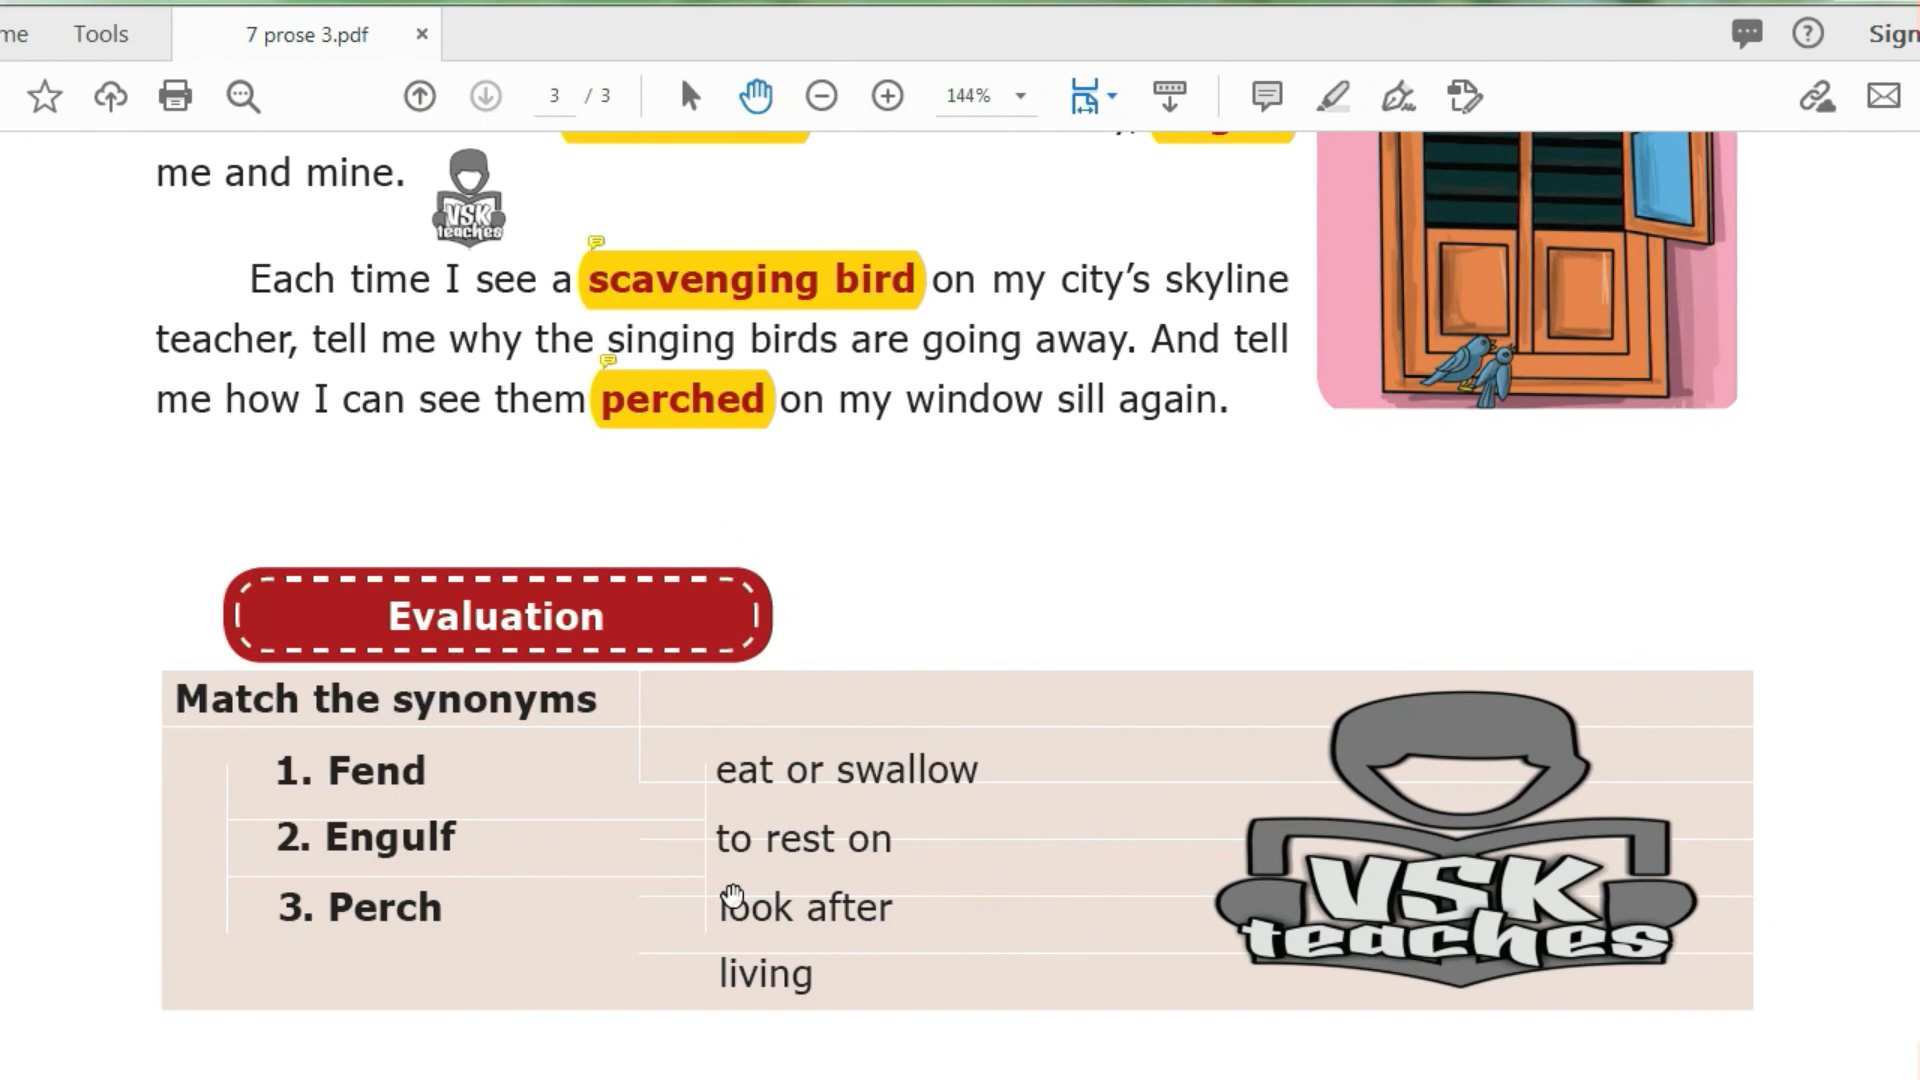 me
Tools
7 prose 3.pdf
×
?
Sign
3 / 3
144%
me and mine.
VSK
teaches
Each time I see a scavenging bird on my city's skyline
teacher, tell me why the singing birds are going away. And tell
me how I can see them perched on my window sill again.
Evaluation
Match the synonyms
1. Fend eat or swallow
2. Engulf to rest on
3. Perch look after
living
VSK
teaches